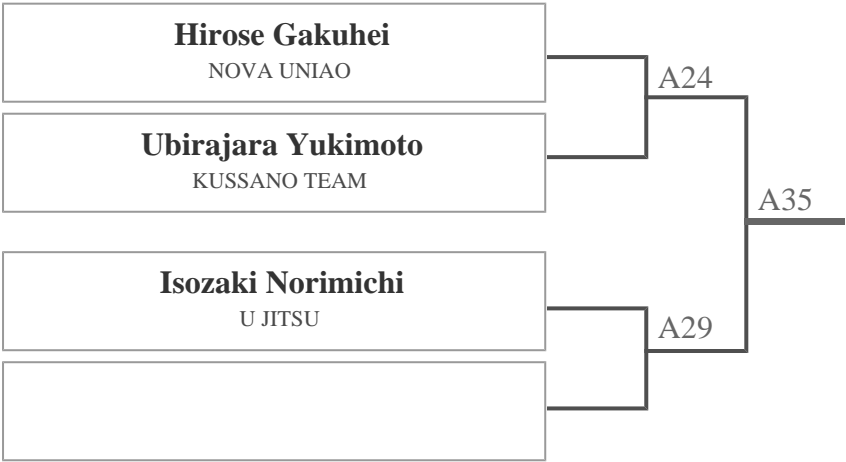 Hirose Gakuhei
NOVA UNIAO
A24
Ubirajara Yukimoto
KUSSANO TEAM
A35
Isozaki Norimichi
U JITSU
A29